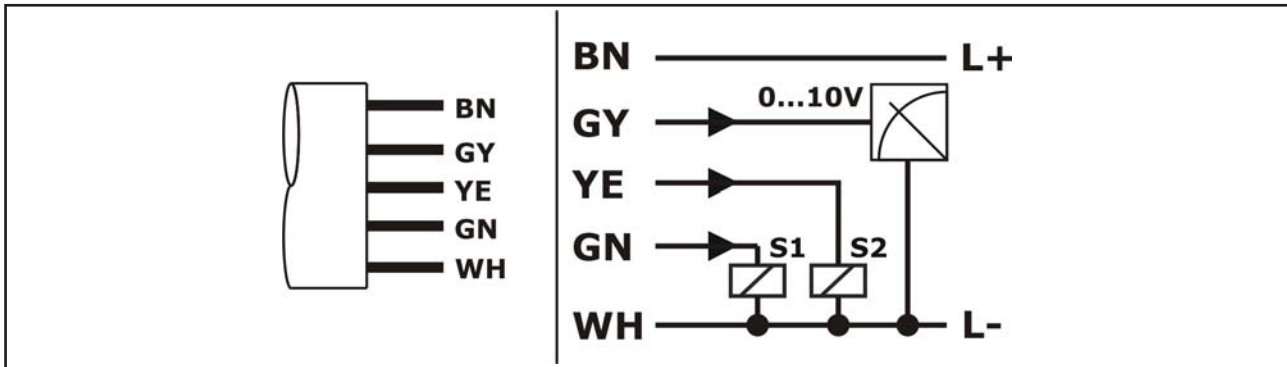 BN
GY
YE
GN
WH
BN L+
0...10V
GY
YE
GN S1 S2
WH L-